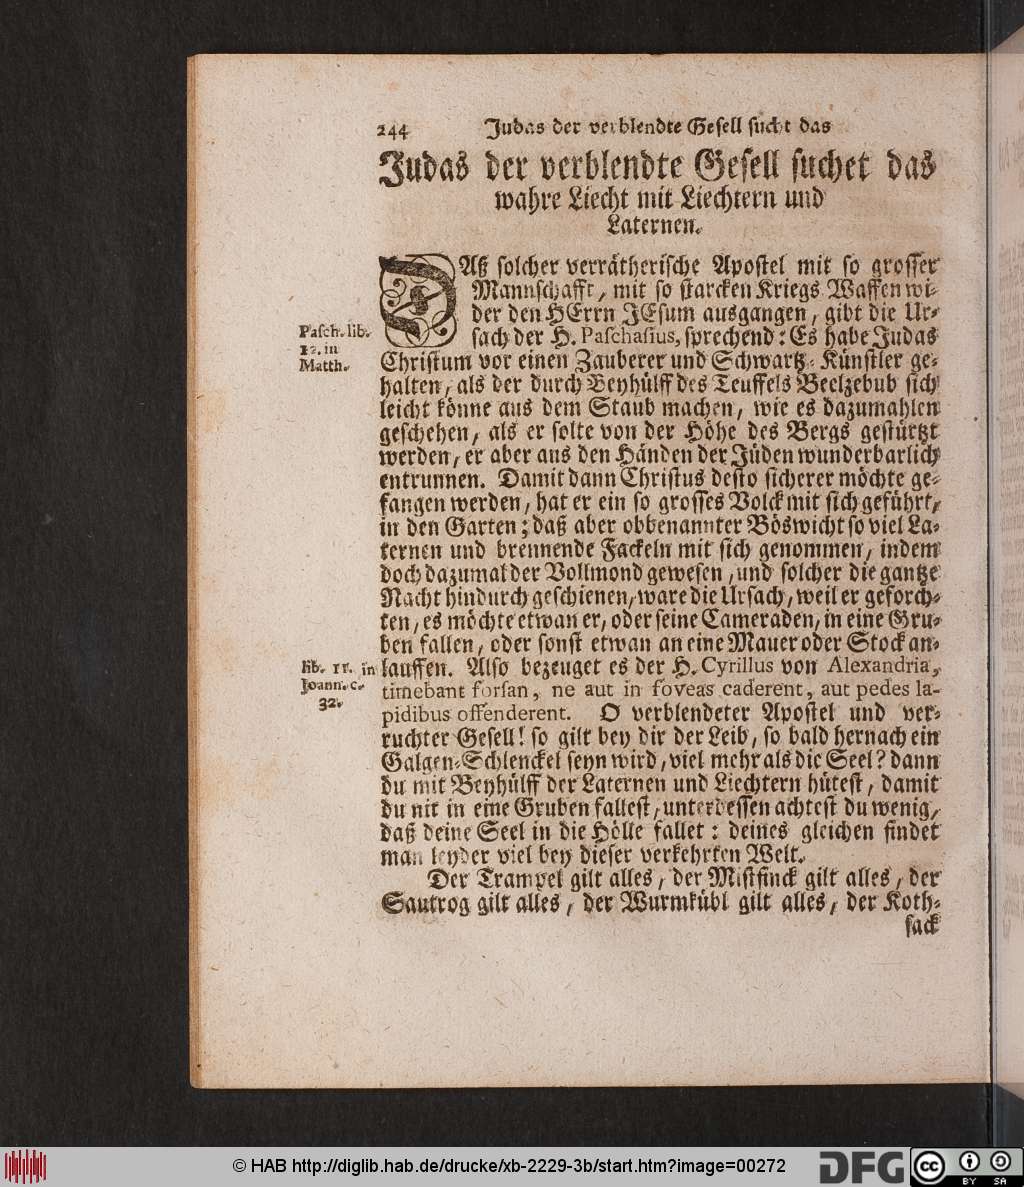 244 Judas der verblendte Gesell sucht das
Judas der verblendte Gesell suchet das
wahre Liecht mit Liechtern und
Laternen.
DAß solcher verrätherische Apostel mit so grosser
Mannschafft, mit so starcken Kriegs-Waffen wi-
der den HErrn JEsum ausgangen, gibt die Ur-
sach der H. Paschasius, sprechend: Es habe Judas
Pasch. lib.
12. in
Matth.
Christum vor einen Zauberer und Schwartz-Künstler ge-
halten, als der durch Beyhülff des Teuffels Beelzebub sich
leicht könne aus dem Staub machen, wie es dazumahlen
geschehen, als er solte von der Höhe des Bergs gestürtzt
werden, er aber aus den Händen der Jüden wunderbarlich
entrunnen. Damit dann Christus desto sicherer möchte ge-
fangen werden, hat er ein so grosses Volck mit sich geführt,
in den Garten; daß aber obbenannter Böswicht so viel La-
ternen und brennende Fackeln mit sich genommen, indem
doch dazumal der Vollmond gewesen, und solcher die gantze
Nacht hindurch geschienen, ware die Ursach, weil er geforch-
ten, es möchte etwan er, oder seine Cameraden, in eine Gru-
ben fallen, oder sonst etwan an eine Mauer oder Stock an-
lauffen. Also bezeuget es der H. Cyrillus von Alexandria,
lib. 11. in
Joann. c.
32.
timebant forsan, ne aut in foveas caderent, aut pedes la-
pidibus offenderent. O verblendeter Apostel und ver-
ruchter Gesell! so gilt bey dir der Leib, so bald hernach ein
Galgen-Schlenckel seyn wird, viel mehr als die Seel? dann
du mit Beyhülff der Laternen und Liechtern hütest, damit
du nit in eine Gruben fallest, unterdessen achtest du wenig,
daß deine Seel in die Hölle fallet: deines gleichen findet
man leyder viel bey dieser verkehrten Welt.
Der Trampel gilt alles, der Mistfinck gilt alles, der
Sautrog gilt alles, der Wurmkübl gilt alles, der Koth-
sack
© HAB http://diglib.hab.de/drucke/xb-2229-3b/start.htm?image=00272
DFG
cc BY SA